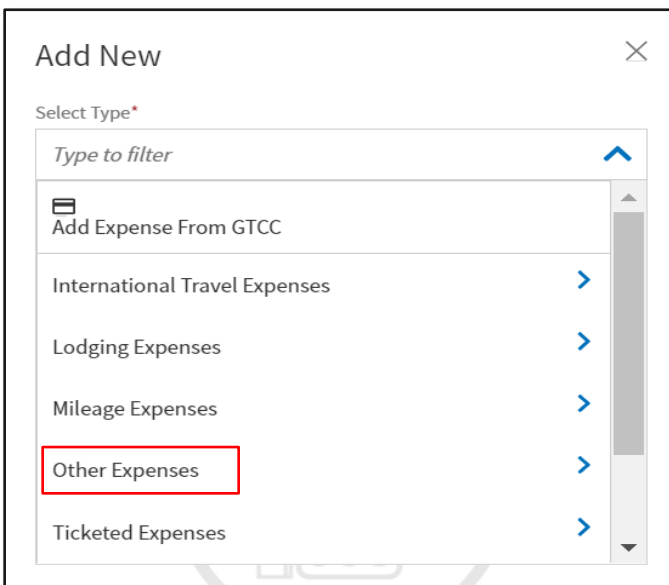 Add New
Select Type*
Type to filter
Add Expense From GTCC
International Travel Expenses
Lodging Expenses
Mileage Expenses
Other Expenses
Ticketed Expenses